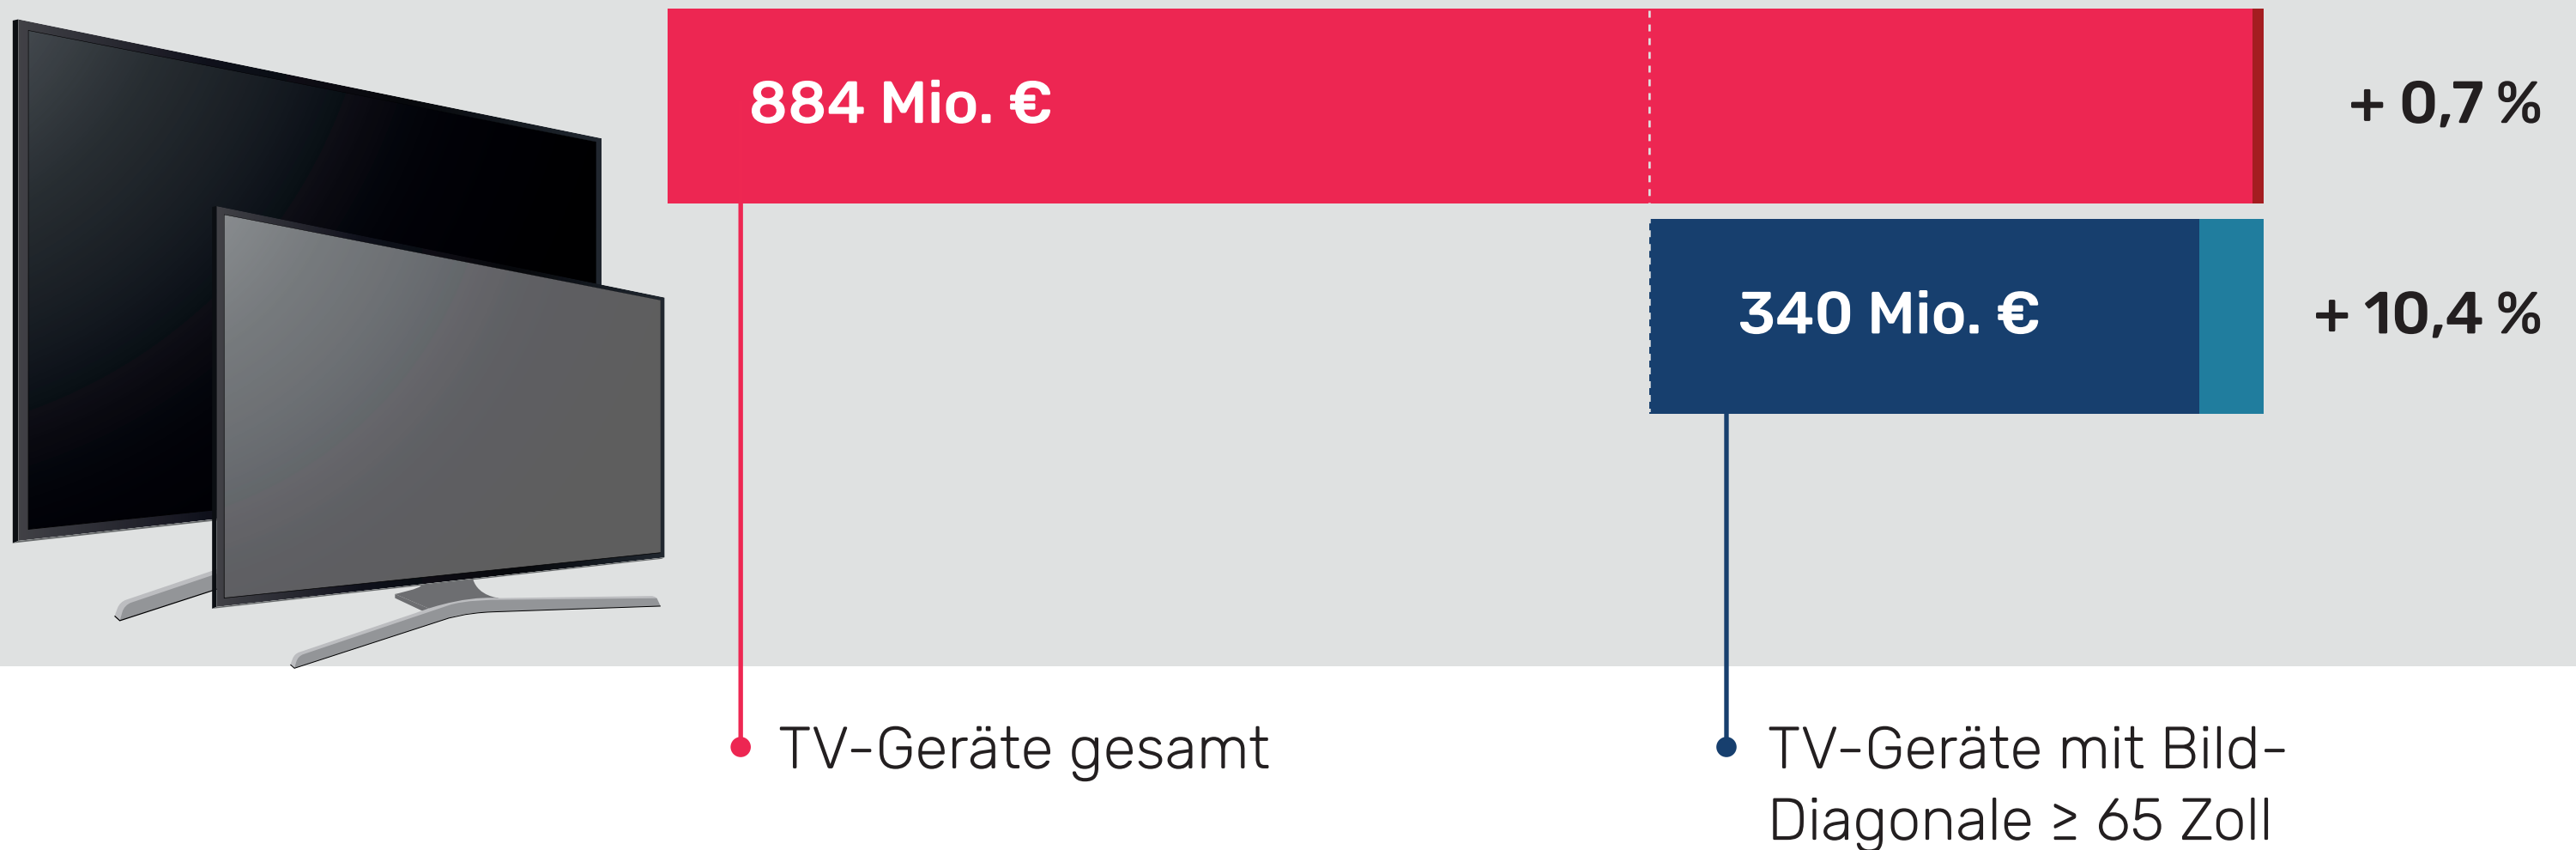 884 Mio. €
+ 0,7 %
340 Mio. €
+ 10,4 %
TV-Geräte gesamt
TV-Geräte mit Bild-
Diagonale ≥ 65 Zoll